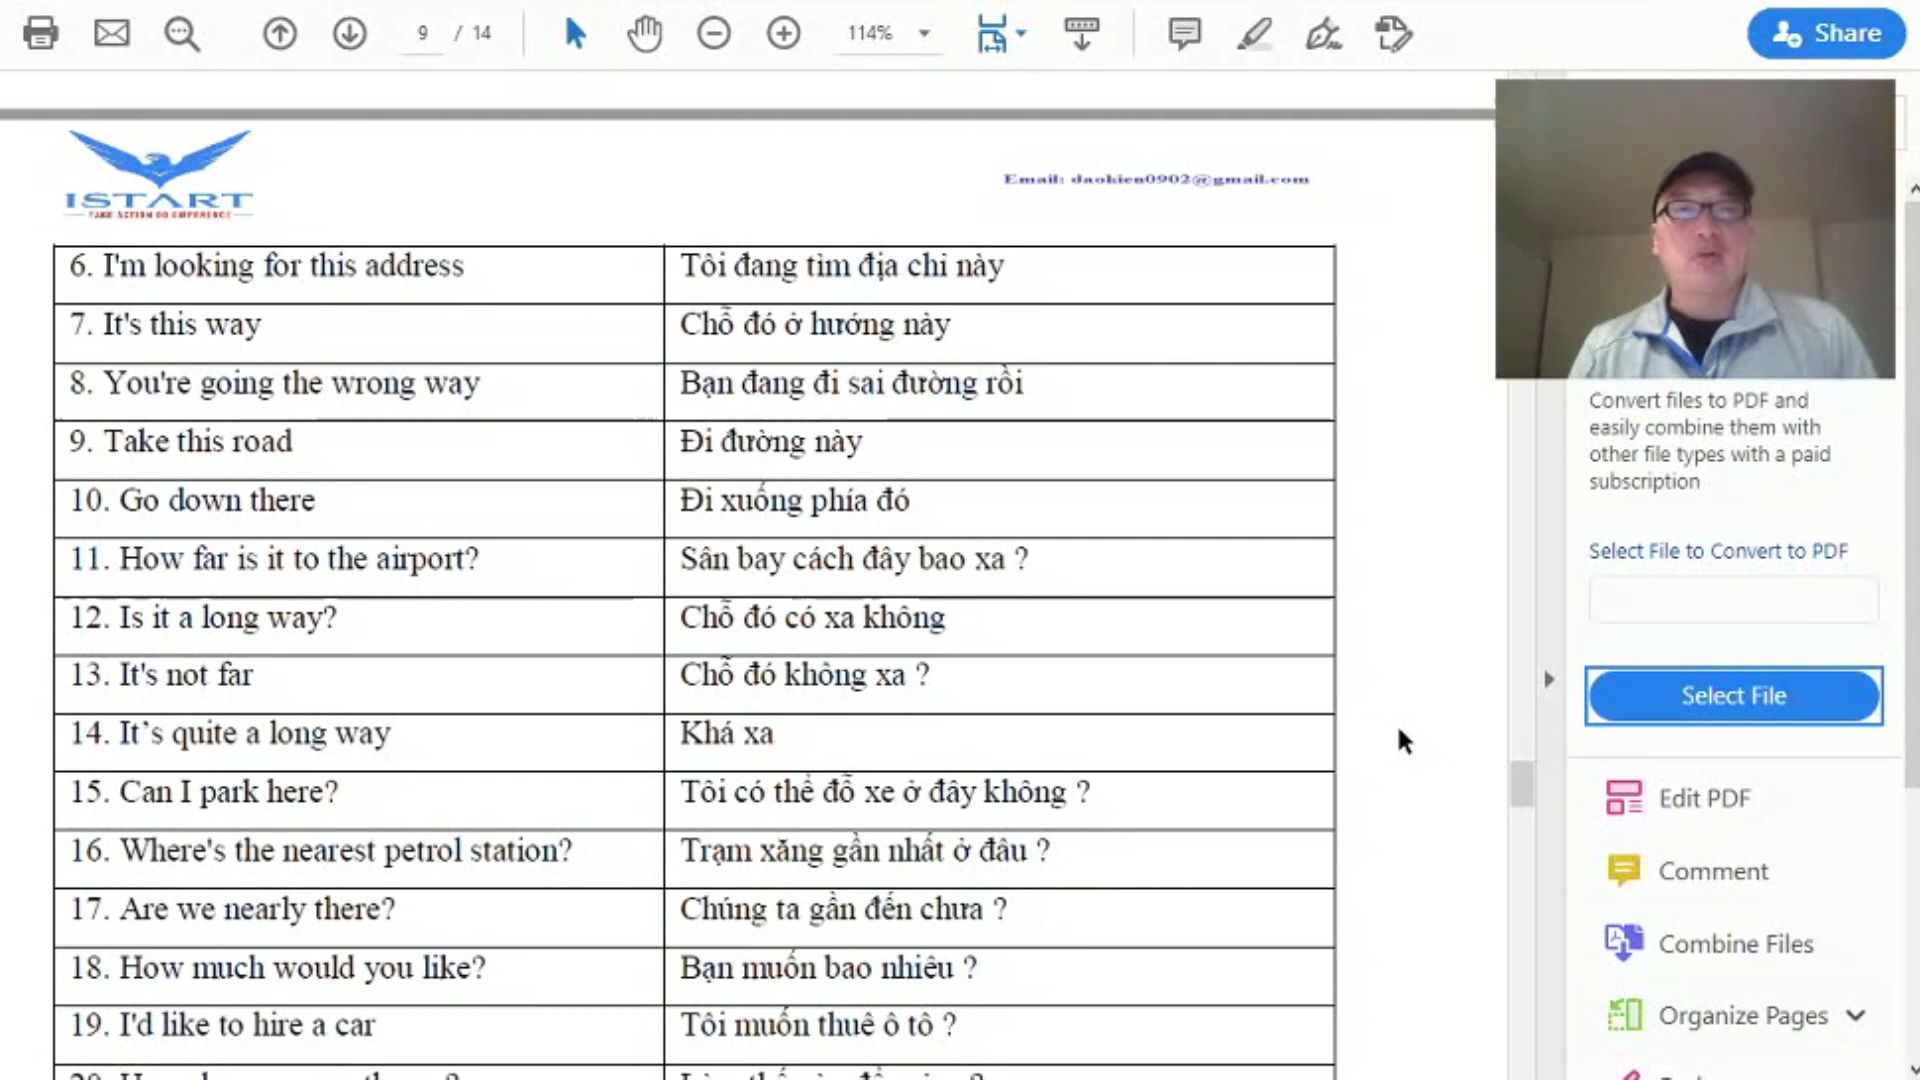 9 / 14
114%
Share
ISTART
TAKE ACTION GO DIFFERENCE
Email: daokien0902@gmail.com
6. I'm looking for this address
Tôi đang tìm địa chỉ này
7. It's this way
Chỗ đó ở hướng này
8. You're going the wrong way
Bạn đang đi sai đường rồi
9. Take this road
Đi đường này
10. Go down there
Đi xuống phía đó
11. How far is it to the airport?
Sân bay cách đây bao xa ?
12. Is it a long way?
Chỗ đó có xa không
13. It's not far
Chỗ đó không xa ?
14. It’s quite a long way
Khá xa
15. Can I park here?
Tôi có thể đỗ xe ở đây không ?
16. Where's the nearest petrol station?
Trạm xăng gần nhất ở đâu ?
17. Are we nearly there?
Chúng ta gần đến chưa ?
18. How much would you like?
Bạn muốn bao nhiêu ?
19. I'd like to hire a car
Tôi muốn thuê ô tô ?
Convert files to PDF and
easily combine them with
other file types with a paid
subscription
Select File to Convert to PDF
Select File
Edit PDF
Comment
Combine Files
Organize Pages